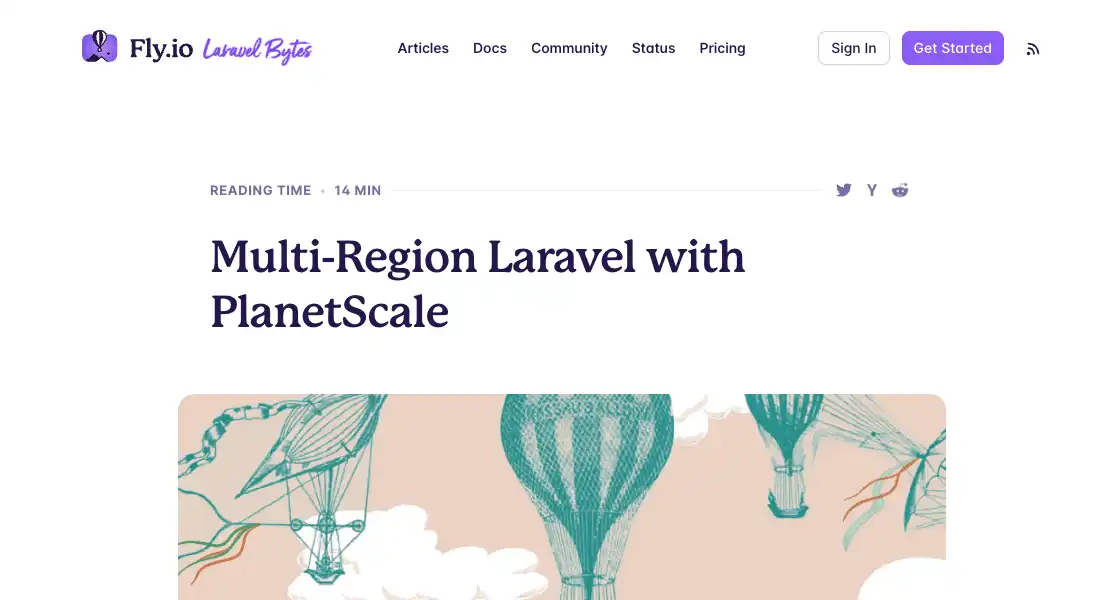 Fly.io Laravel Bytes
Articles Docs Community Status Pricing
Sign In Get Started
READING TIME • 14 MIN
Multi-Region Laravel with
PlanetScale